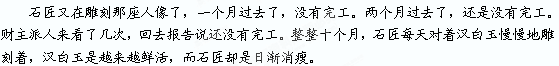 石匠又在雕刻那座人像了，一个月过去了，没有完工。两个月过去了，还是没有完工。
财主派人来看了几次，回去报告说还没有完工。整整十个月，石匠每天对着汉白玉慢慢地雕
刻着，汉白玉是越来越鲜活，而石匠却是日渐消瘦。